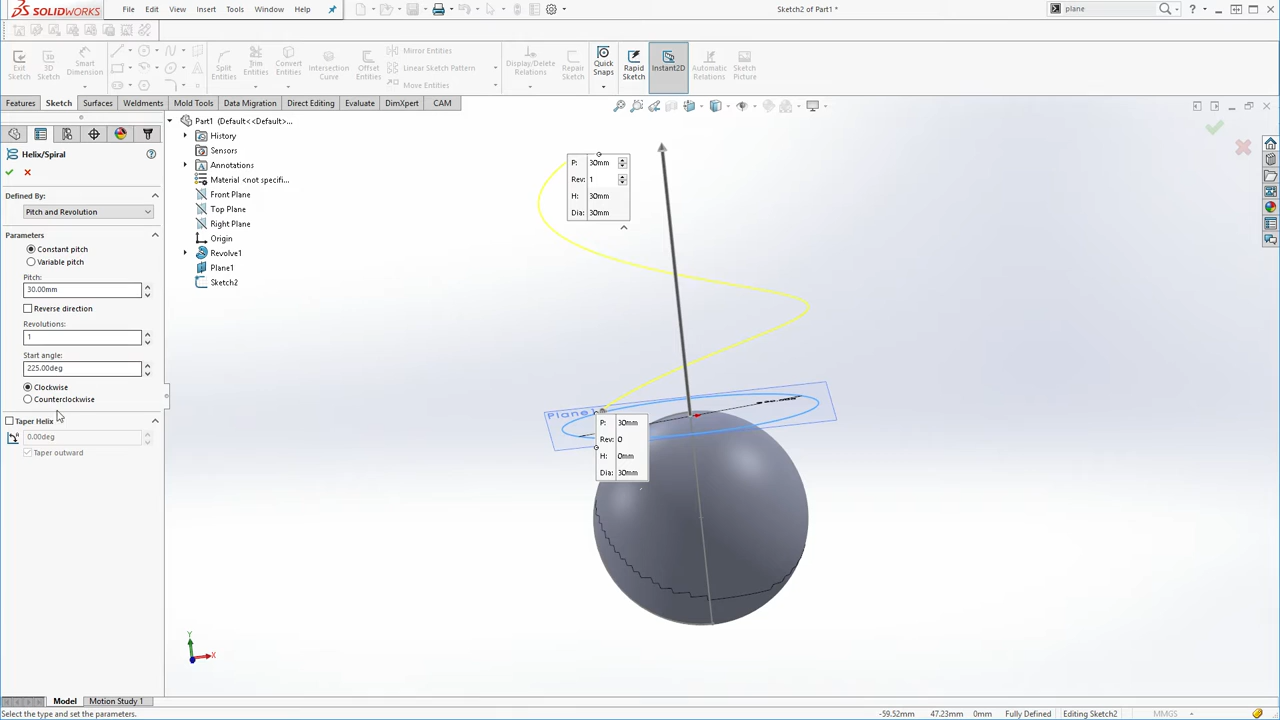 SOLIDWORKS
File Edit View Insert Tools Window Help
Sketch2 of Part1 *
plane
Exit Sketch
3D Sketch
Smart Dimension
Split Entities
Trim Entities
Convert Entities
Intersection Curve
Offset Entities
Mirror Entities
Linear Sketch Pattern
Move Entities
Display/Delete Relations
Repair Sketch
Quick Snaps
Rapid Sketch
Instant2D
Automatic Relations
Sketch Picture
Features Sketch Surfaces Weldments Mold Tools Data Migration Direct Editing Evaluate DimXpert CAM
Helix/Spiral
Defined By:
Pitch and Revolution
Parameters
Constant pitch
Variable pitch
Pitch:
30.00mm
Reverse direction
Revolutions:
1
Start angle:
225.00deg
Clockwise
Counterclockwise
Taper Helix
0.00deg
Taper outward
Part1 (Default<<Default>...
History
Sensors
Annotations
Material <not specifi...
Front Plane
Top Plane
Right Plane
Origin
Revolve1
Plane1
Sketch2
P: 30mm
Rev: 1
H: 30mm
Dia: 30mm
Plane
P: 30mm
Rev: 0
H: 0mm
Dia: 30mm
Y
X
Model Motion Study 1
Select the type and set the parameters.
-59.52mm 47.23mm 0mm Fully Defined Editing Sketch2 MMGS